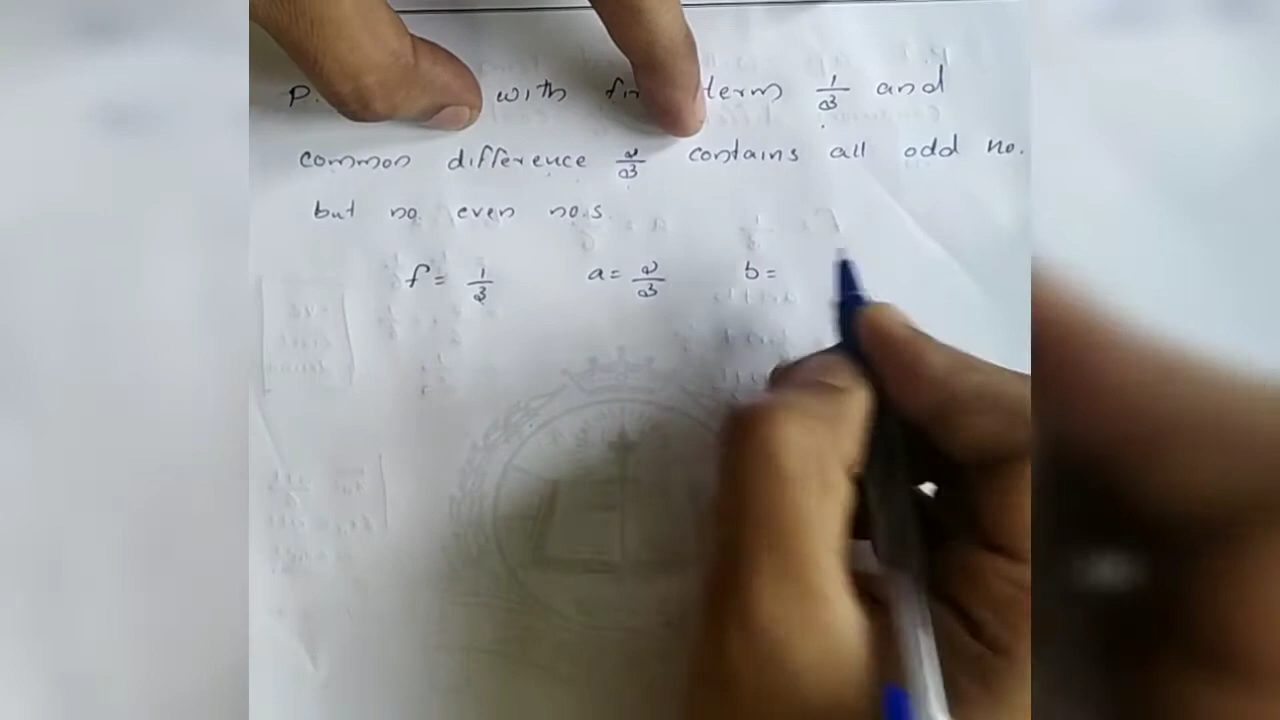 P. with term 1/3 and
common difference 2/3 contains all odd no.
but no even no.s.
f = 1/3 a = 2/3 b =